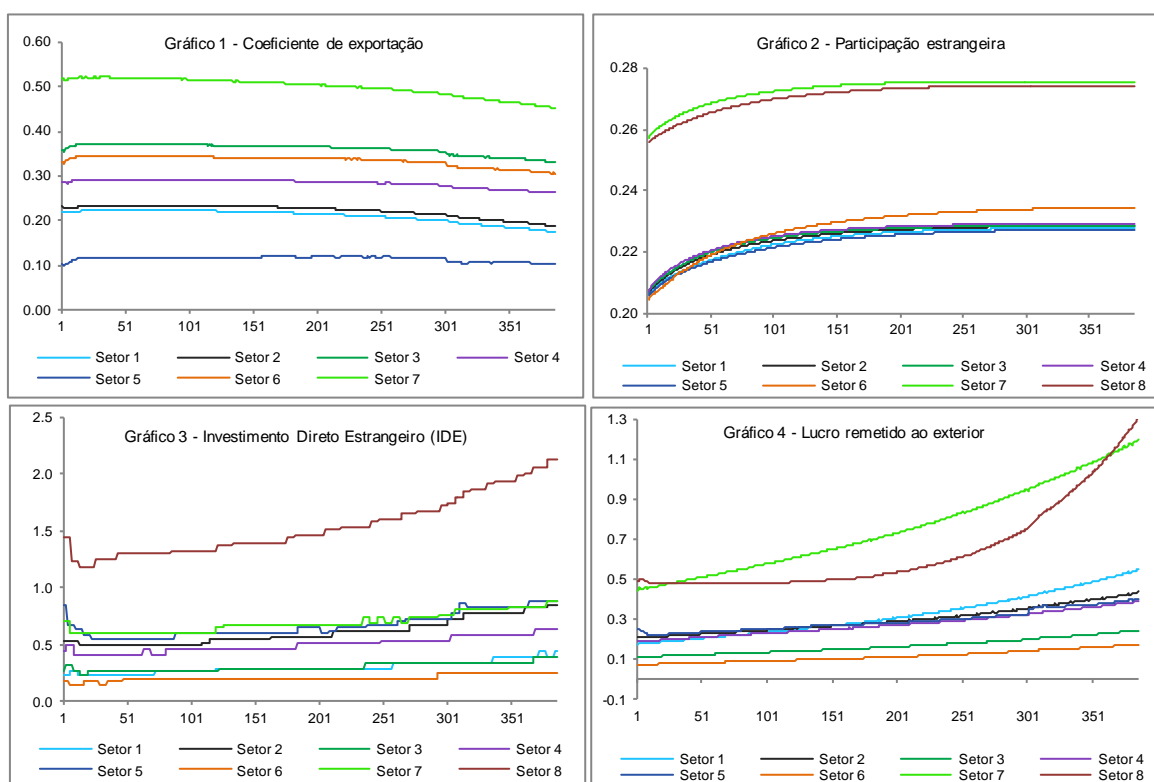 Gráfico 1 - Coeficiente de exportação
0.60
0.50
0.40
0.30
0.20
0.10
0.00
1 51 101 151 201 251 301 351
Setor 1 Setor 2 Setor 3 Setor 4
Setor 5 Setor 6 Setor 7
Gráfico 2 - Participação estrangeira
0.28
0.26
0.24
0.22
0.20
1 51 101 151 201 251 301 351
Setor 1 Setor 2 Setor 3 Setor 4
Setor 5 Setor 6 Setor 7 Setor 8
Gráfico 3 - Investimento Direto Estrangeiro (IDE)
2.5
2.0
1.5
1.0
0.5
0.0
1 51 101 151 201 251 301 351
Setor 1 Setor 2 Setor 3 Setor 4
Setor 5 Setor 6 Setor 7 Setor 8
Gráfico 4 - Lucro remetido ao exterior
1.3
1.1
0.9
0.7
0.5
0.3
0.1
-0.1
1 51 101 151 201 251 301 351
Setor 1 Setor 2 Setor 3 Setor 4
Setor 5 Setor 6 Setor 7 Setor 8